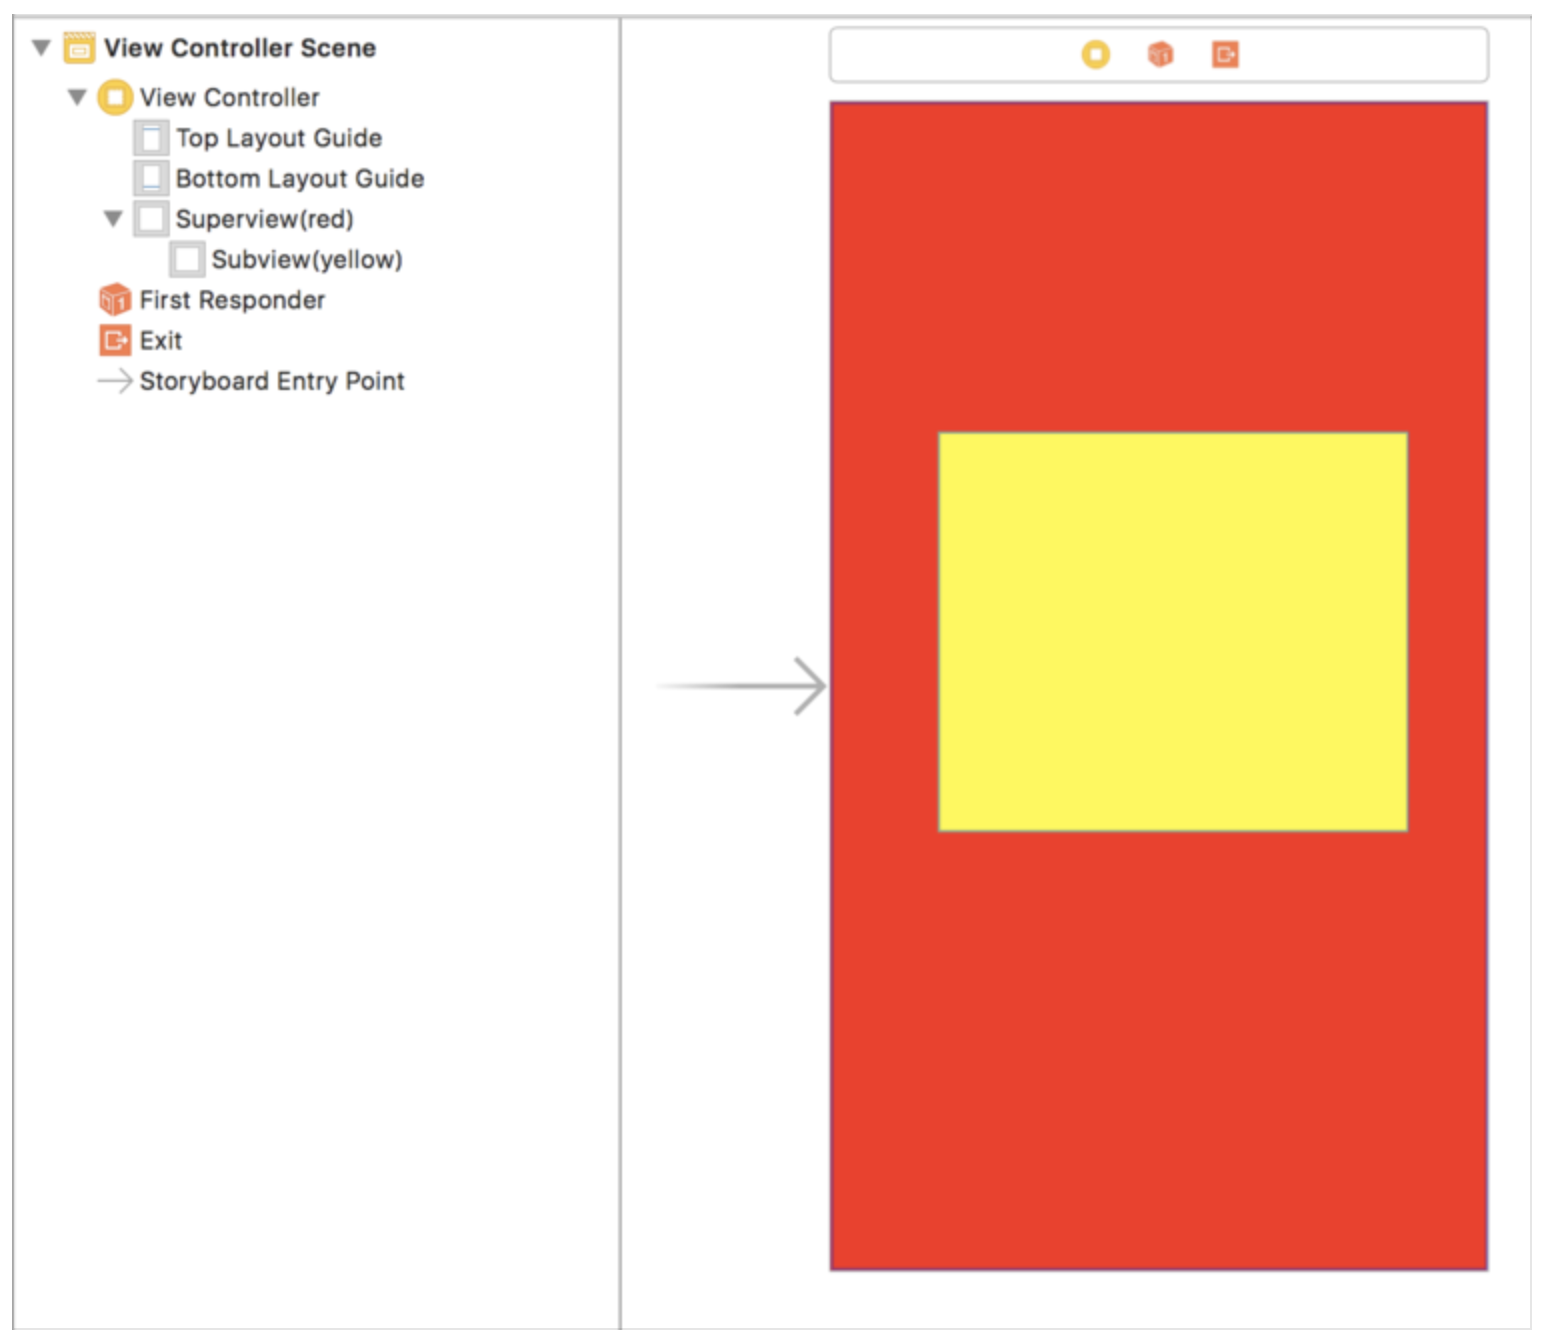 View Controller Scene
View Controller
Top Layout Guide
Bottom Layout Guide
Superview(red)
Subview(yellow)
First Responder
Exit
Storyboard Entry Point